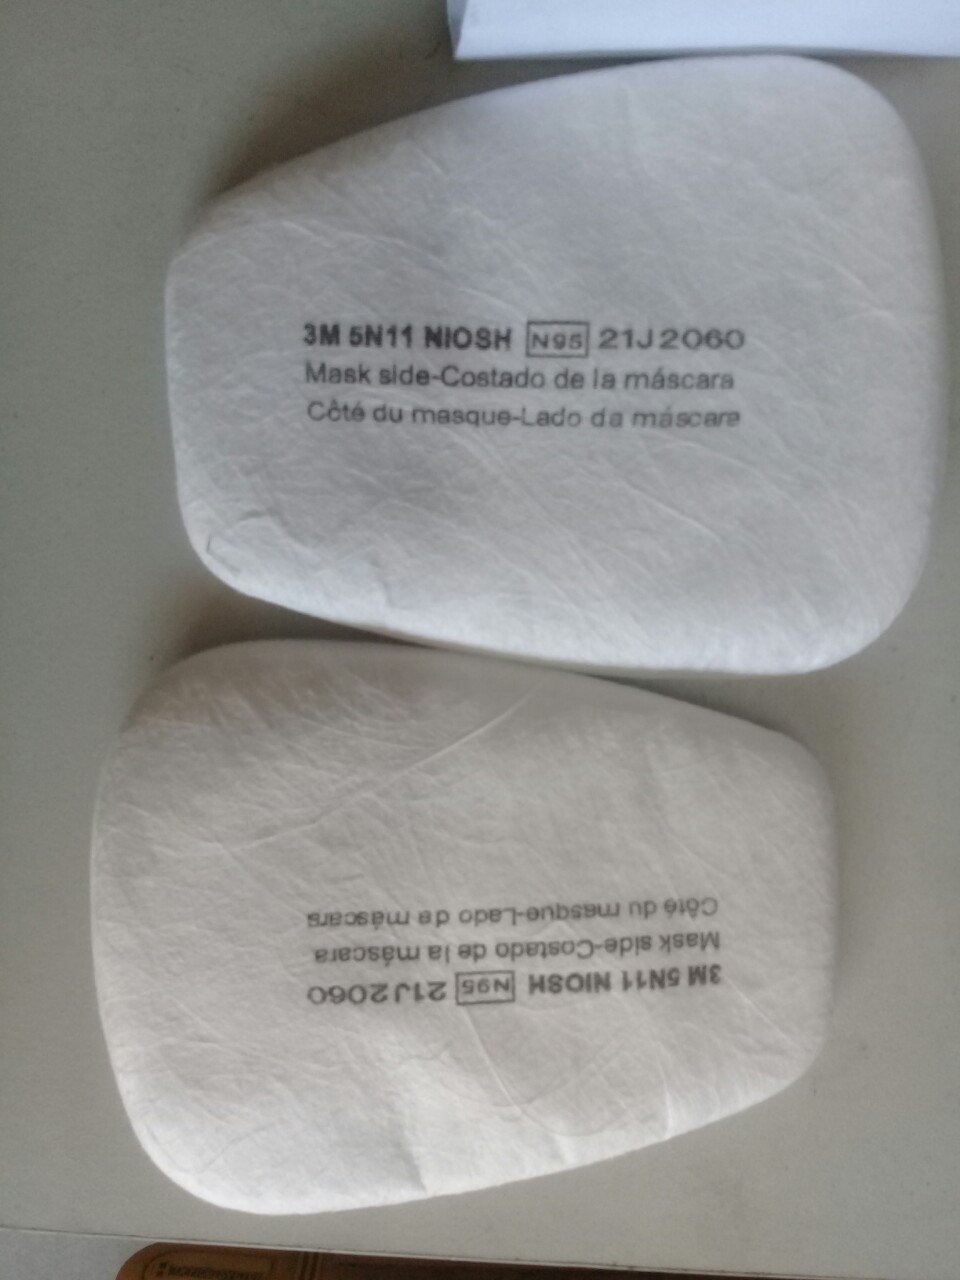 3M 5N11 NIOSH N95 21J2060
Mask side-Costado de la máscara
Côté du masque-Lado da máscara
3M 5N11 NIOSH N95 21J2060
Mask side-Costado de la máscara
Côté du masque-Lado da máscara